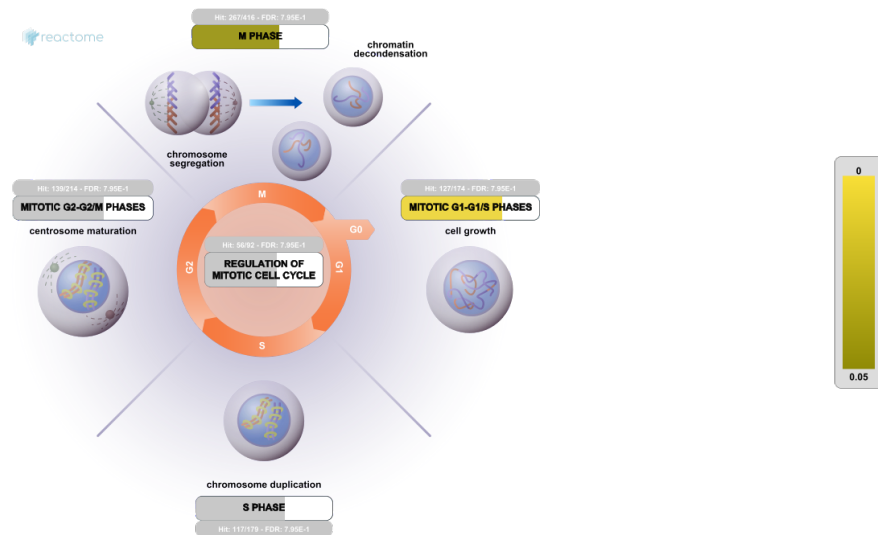 reactome
Hit: 267/416 - FDR: 7.95E-1
M PHASE
chromatin
decondensation
chromosome
segregation
Hit: 139/214 - FDR: 7.95E-1
MITOTIC G2-G2/M PHASES
centrosome maturation
Hit: 127/174 - FDR: 7.95E-1
MITOTIC G1-G1/S PHASES
cell growth
M
G0
G2
G1
S
Hit: 56/92 - FDR: 7.95E-1
REGULATION OF
MITOTIC CELL CYCLE
chromosome duplication
S PHASE
Hit: 117/179 - FDR: 7.95E-1
0
0.05